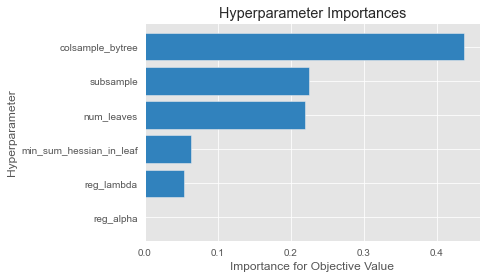 Hyperparameter Importances
Hyperparameter
colsample_bytree
subsample
num_leaves
min_sum_hessian_in_leaf
reg_lambda
reg_alpha
0.0 0.1 0.2 0.3 0.4
Importance for Objective Value